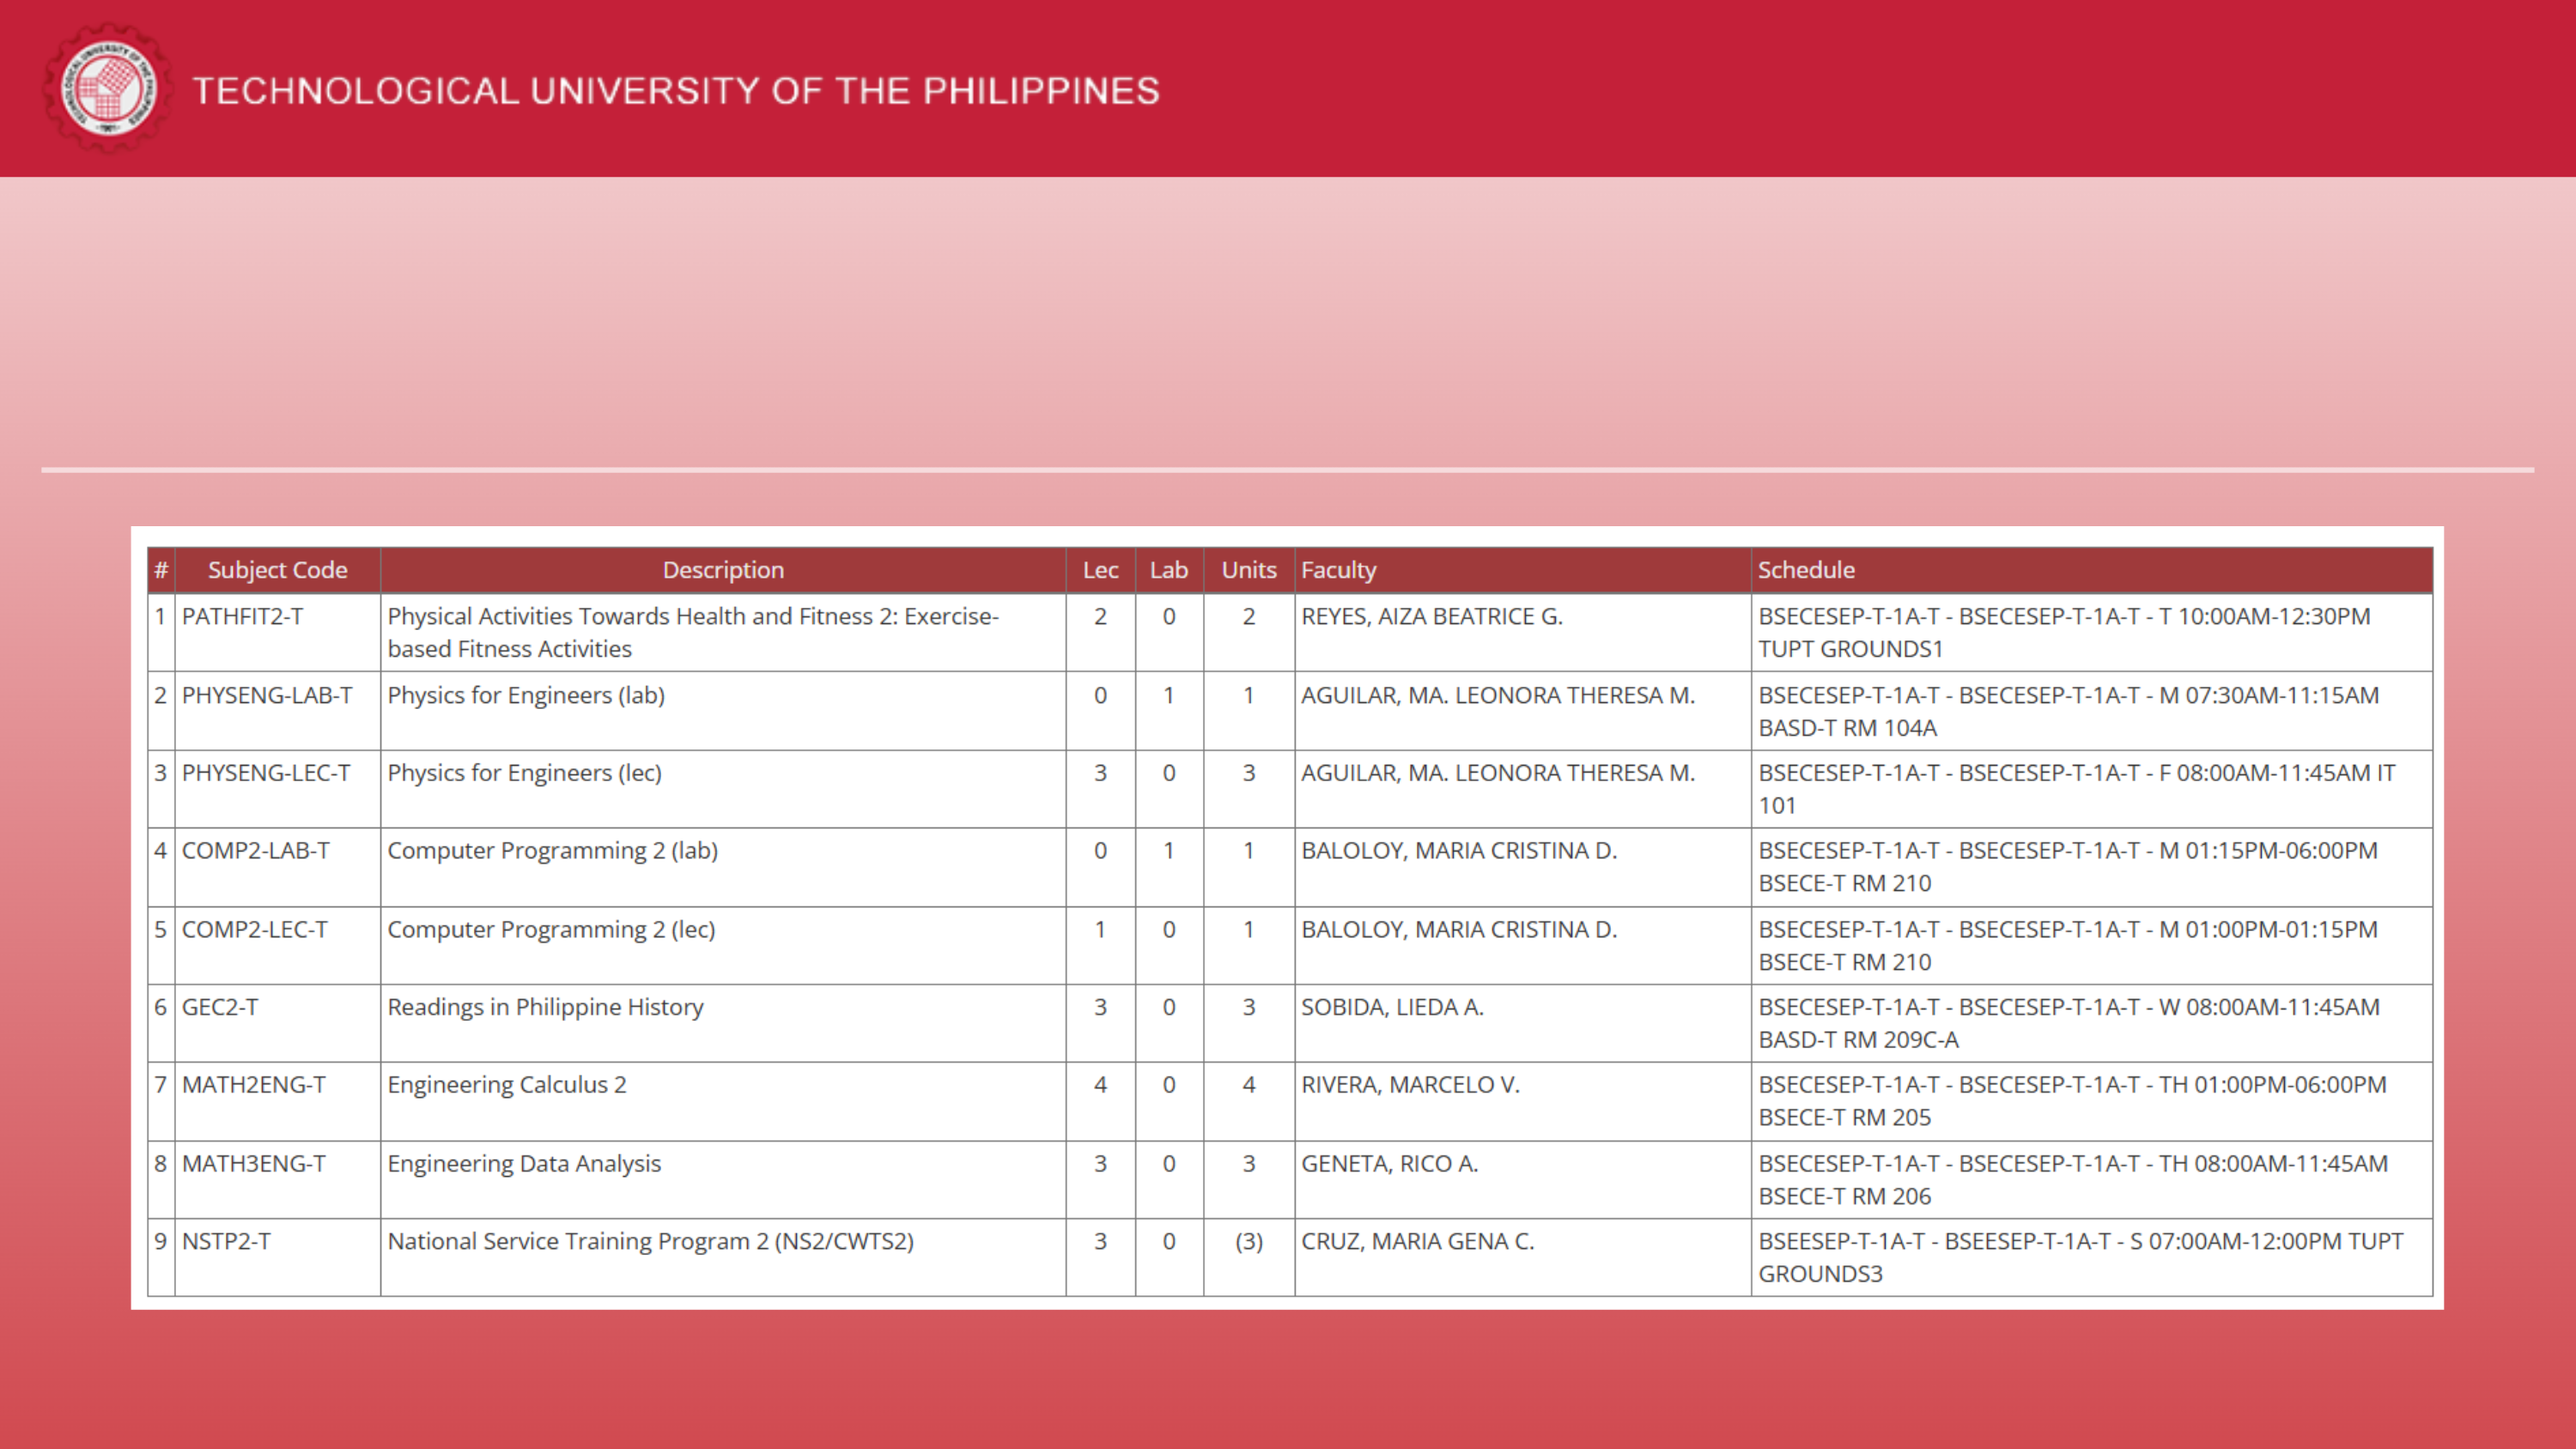 TECHNOLOGICAL UNIVERSITY OF THE PHILIPPINES
# Subject Code Description Lec Lab Units Faculty Schedule
1 PATHFIT2-T Physical Activities Towards Health and Fitness 2: Exercise- 2 0 2 REYES, AIZA BEATRICE G. BSECESEP-T-1A-T - BSECESEP-T-1A-T - T 10:00AM-12:30PM
based Fitness Activities TUPT GROUNDS1
2 PHYSENG-LAB-T Physics for Engineers (lab) 0 1 1 AGUILAR, MA. LEONORA THERESA M. BSECESEP-T-1A-T - BSECESEP-T-1A-T - M 07:30AM-11:15AM
BASD-T RM 104A
3 PHYSENG-LEC-T Physics for Engineers (lec) 3 0 3 AGUILAR, MA. LEONORA THERESA M. BSECESEP-T-1A-T - BSECESEP-T-1A-T - F 08:00AM-11:45AM IT
101
4 COMP2-LAB-T Computer Programming 2 (lab) 0 1 1 BALOLOY, MARIA CRISTINA D. BSECESEP-T-1A-T - BSECESEP-T-1A-T - M 01:15PM-06:00PM
BSECE-T RM 210
5 COMP2-LEC-T Computer Programming 2 (lec) 1 0 1 BALOLOY, MARIA CRISTINA D. BSECESEP-T-1A-T - BSECESEP-T-1A-T - M 01:00PM-01:15PM
BSECE-T RM 210
6 GEC2-T Readings in Philippine History 3 0 3 SOBIDA, LIEDA A. BSECESEP-T-1A-T - BSECESEP-T-1A-T - W 08:00AM-11:45AM
BASD-T RM 209C-A
7 MATH2ENG-T Engineering Calculus 2 4 0 4 RIVERA, MARCELO V. BSECESEP-T-1A-T - BSECESEP-T-1A-T - TH 01:00PM-06:00PM
BSECE-T RM 205
8 MATH3ENG-T Engineering Data Analysis 3 0 3 GENETA, RICO A. BSECESEP-T-1A-T - BSECESEP-T-1A-T - TH 08:00AM-11:45AM
BSECE-T RM 206
9 NSTP2-T National Service Training Program 2 (NS2/CWTS2) 3 0 (3) CRUZ, MARIA GENA C. BSEESEP-T-1A-T - BSEESEP-T-1A-T - S 07:00AM-12:00PM TUPT
GROUNDS3